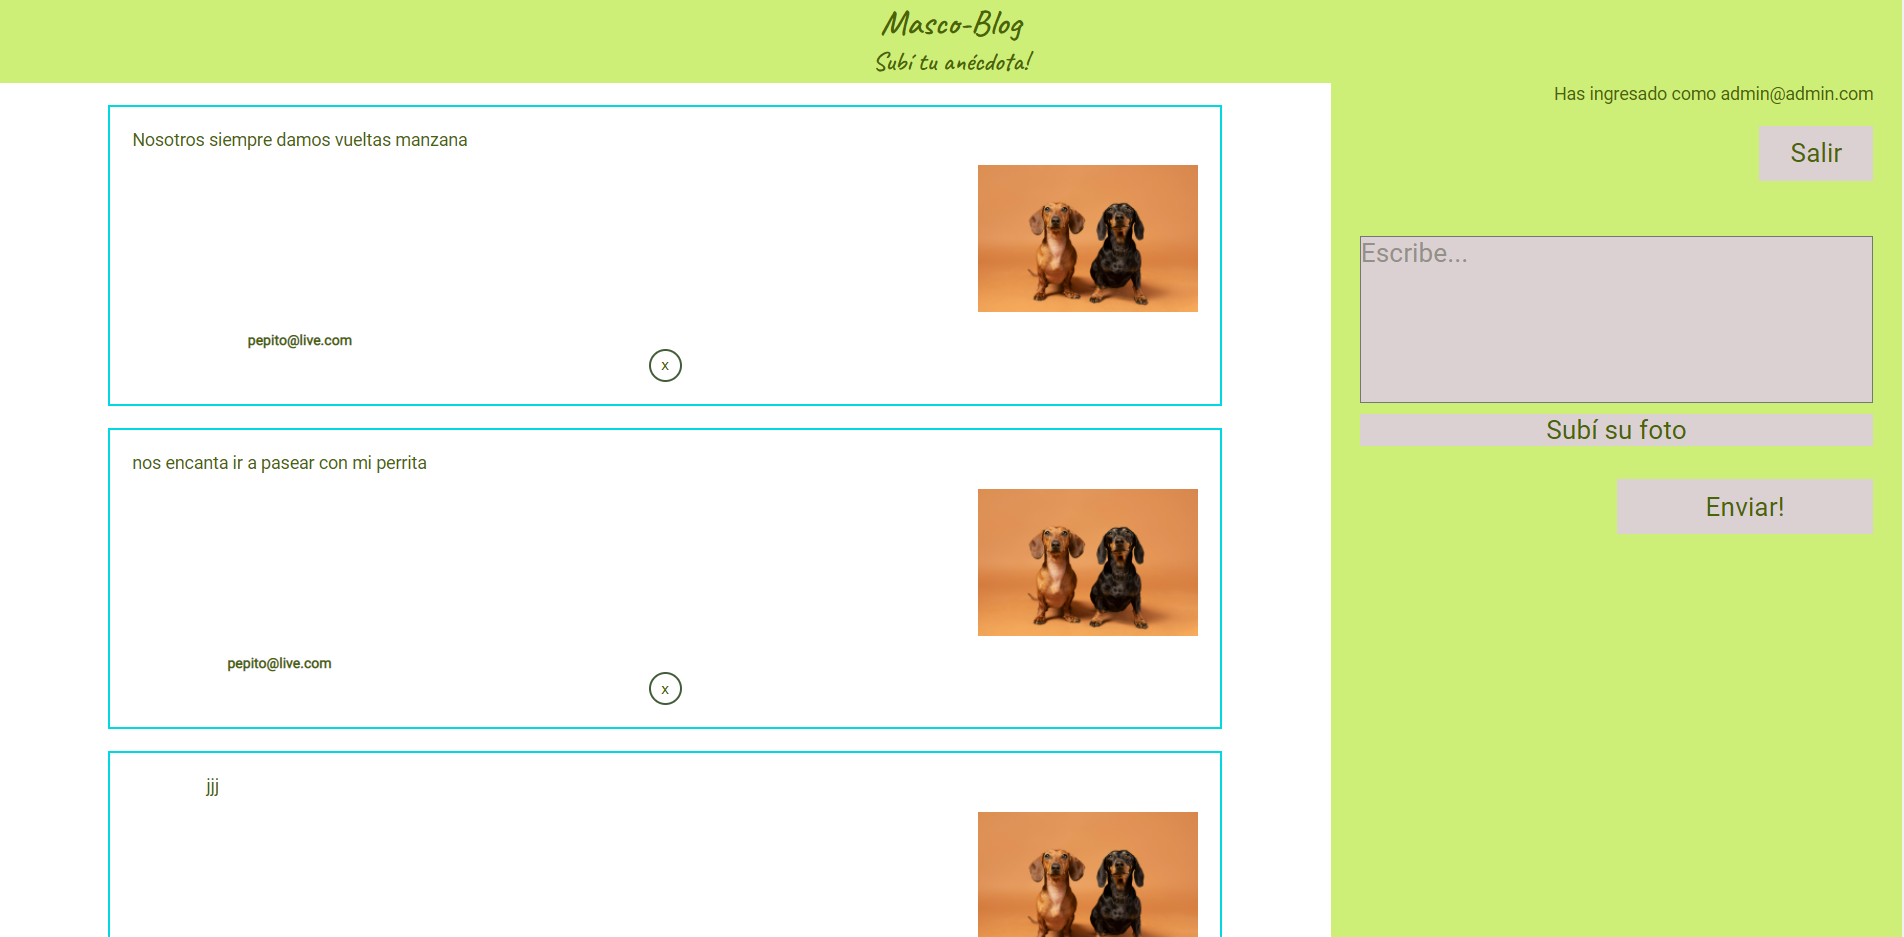 Masco-Blog
Subí tu anécdota!
Nosotros siempre damos vueltas manzana
pepito@live.com
x
nos encanta ir a pasear con mi perrita
pepito@live.com
x
jjj
Has ingresado como admin@admin.com
Salir
Escribe...
Subí su foto
Enviar!